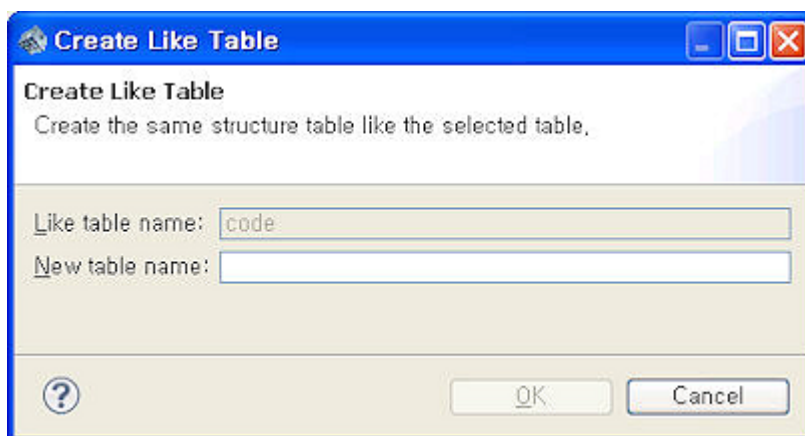 Create Like Table
Create Like Table
Create the same structure table like the selected table.
Like table name: code
New table name:
? OK Cancel